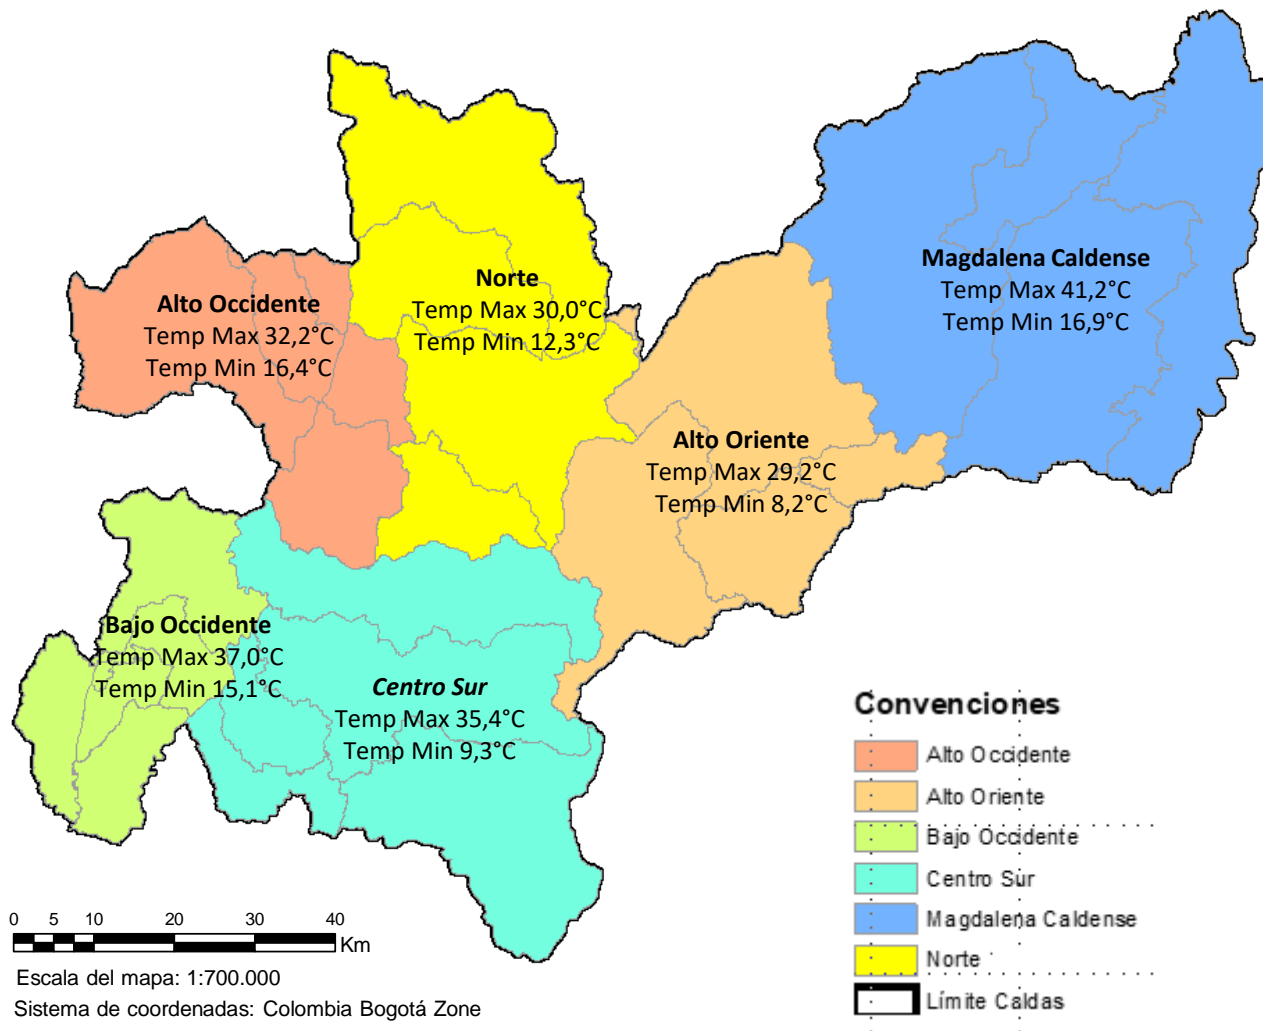 Magdalena Caldense
Temp Max 41,2°C
Temp Min 16,9°C
Norte
Temp Max 30,0°C
Temp Min 12,3°C
Alto Occidente
Temp Max 32,2°C
Temp Min 16,4°C
Alto Oriente
Temp Max 29,2°C
Temp Min 8,2°C
Bajo Occidente
Temp Max 37,0°C
Temp Min 15,1°C
Centro Sur
Temp Max 35,4°C
Temp Min 9,3°C
Convenciones
Alto Occidente
Alto Oriente
Bajo Occidente
Centro Sur
Magdalena Caldense
Norte
Límite Caldas
0 5 10 20 30 40
Km
Escala del mapa: 1:700.000
Sistema de coordenadas: Colombia Bogotá Zone